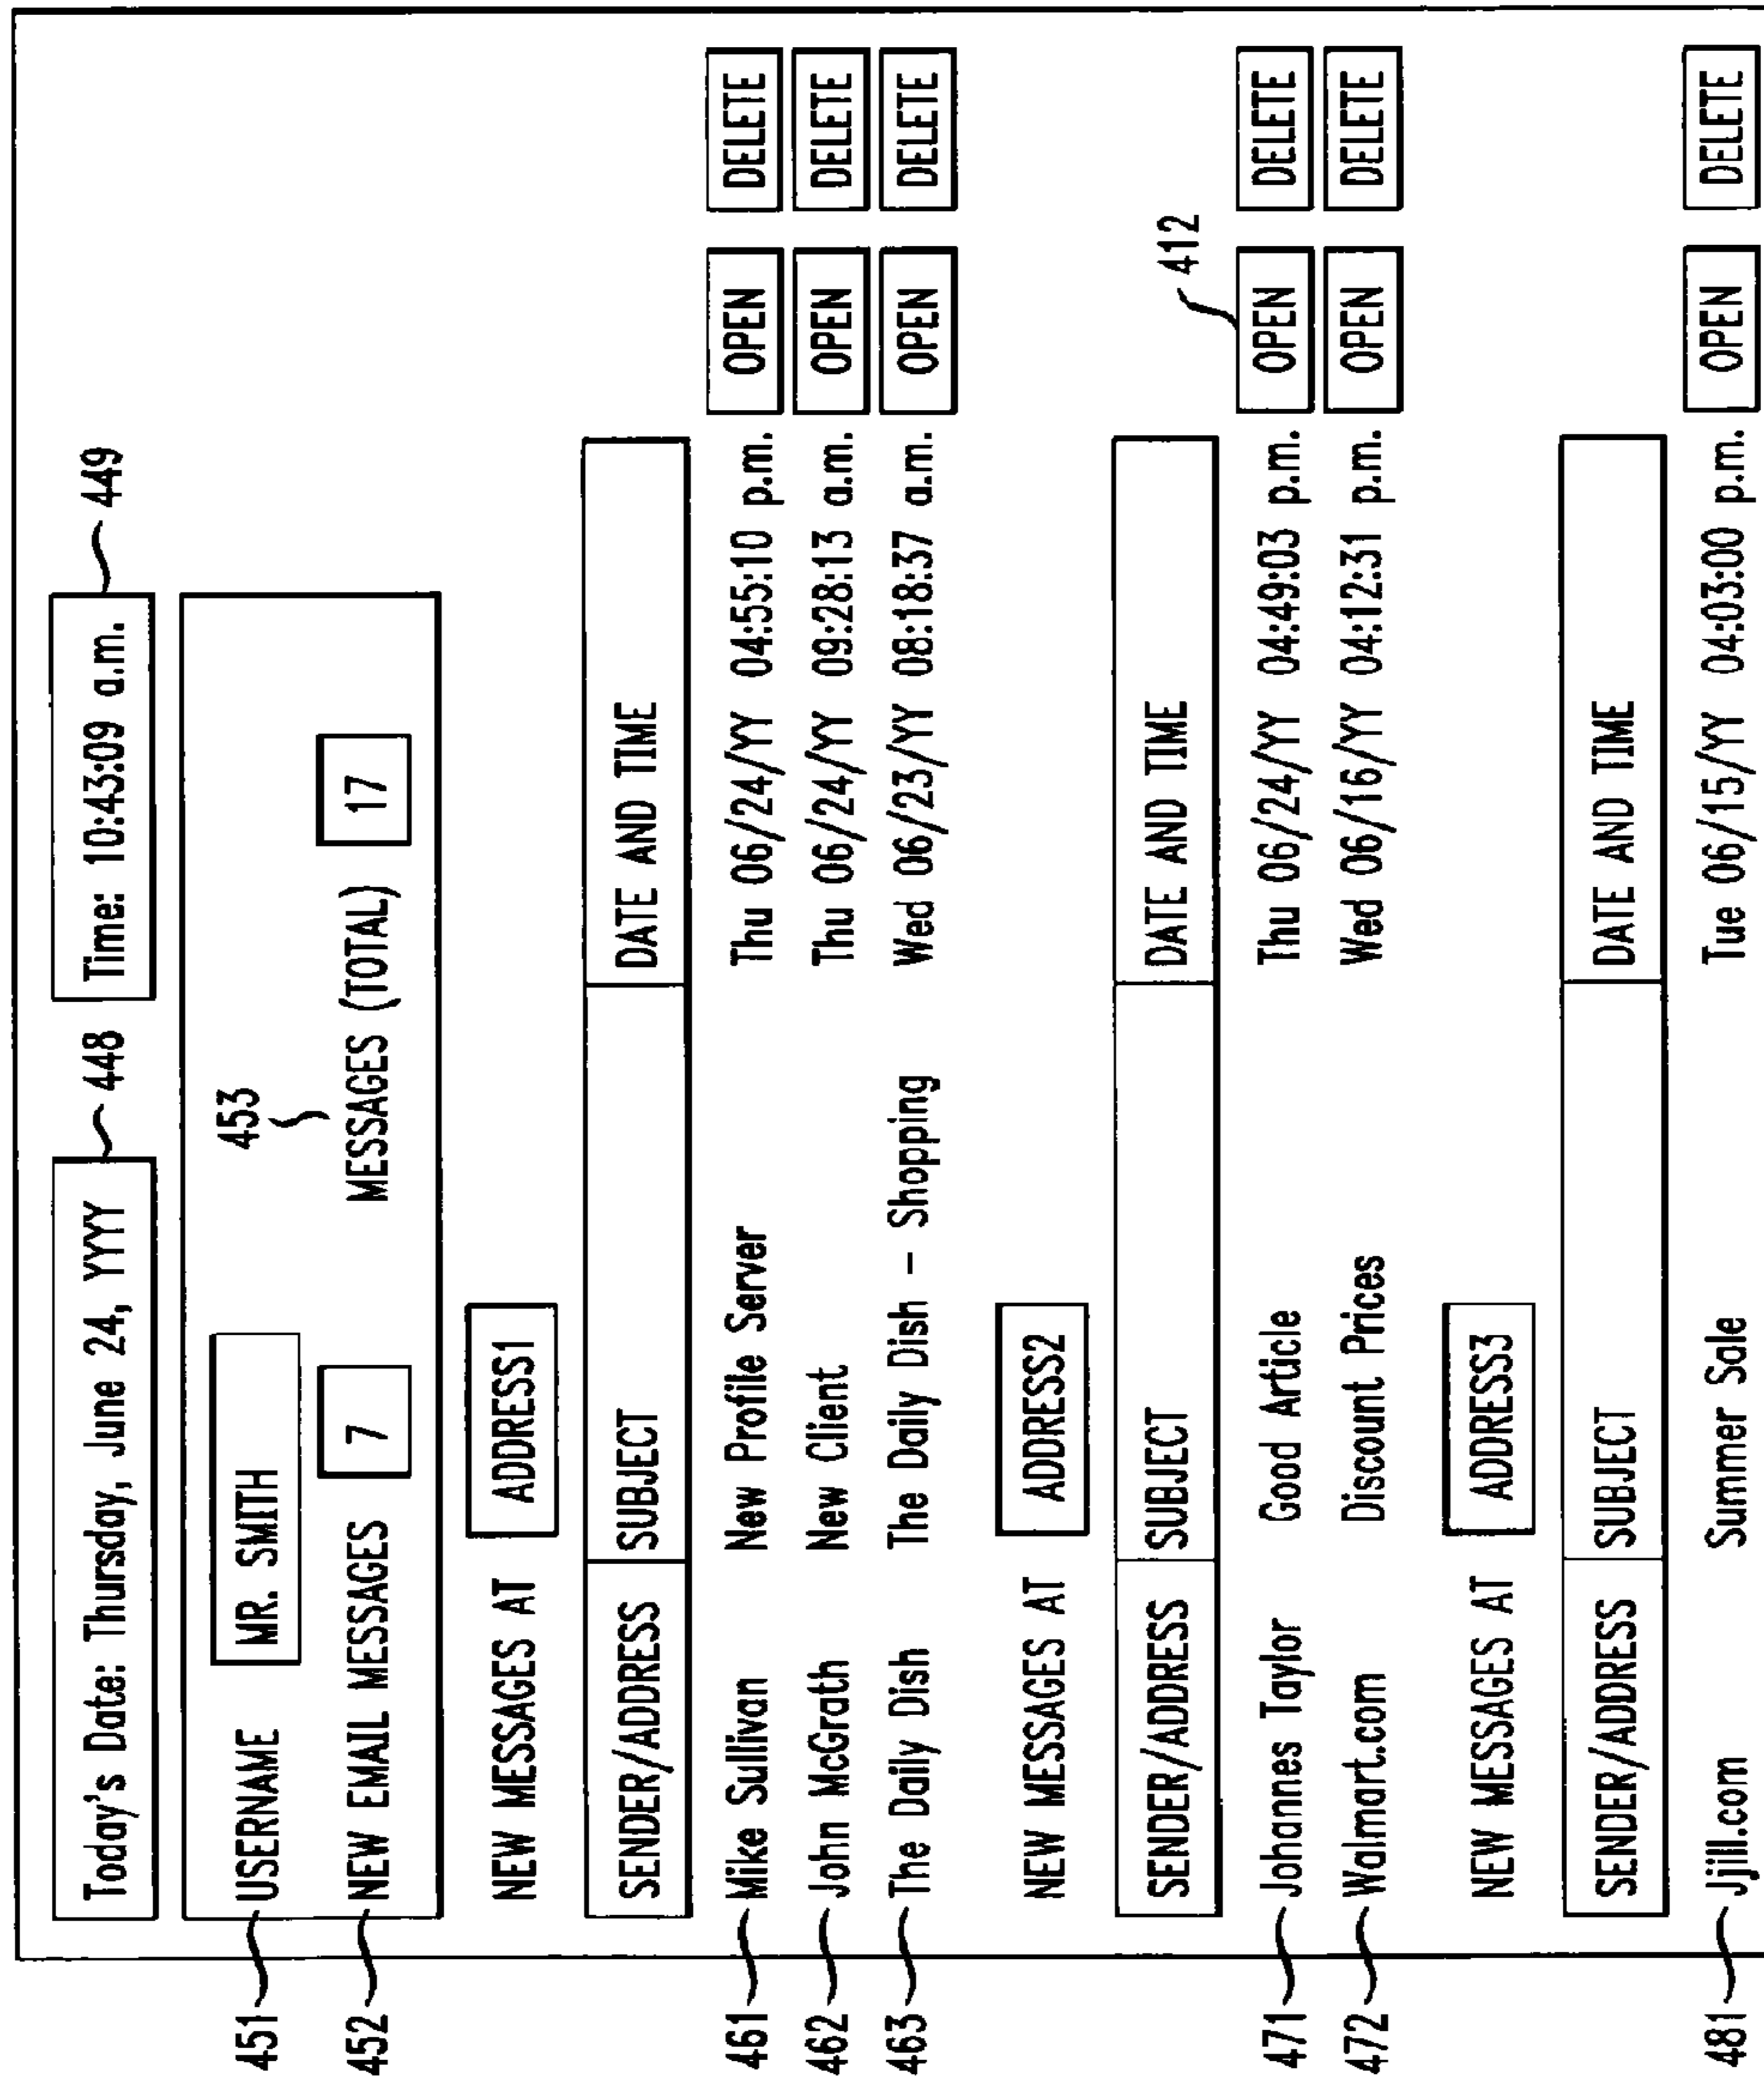 Today's Date: Thursday, June 24, YYYY 448 Time: 10:43:09 a.m. 449
453
451 USERNAME MR. SMITH
452 NEW EMAIL MESSAGES 7 MESSAGES (TOTAL) 17
NEW MESSAGES AT ADDRESS1
SENDER/ADDRESS SUBJECT DATE AND TIME
461 Mike Sullivan New Profile Server Thu 06/24/YY 04:55:10 p.m. OPEN DELETE
462 John McGrath New Client Thu 06/24/YY 09:28:13 a.m. OPEN DELETE
463 The Daily Dish The Daily Dish – Shopping Wed 06/23/YY 08:18:37 a.m. OPEN DELETE
NEW MESSAGES AT ADDRESS2
412
SENDER/ADDRESS SUBJECT DATE AND TIME
471 Johannes Taylor Good Article Thu 06/24/YY 04:49:03 p.m. OPEN DELETE
472 Walmart.com Discount Prices Wed 06/16/YY 04:12:31 p.m. OPEN DELETE
NEW MESSAGES AT ADDRESS3
SENDER/ADDRESS SUBJECT DATE AND TIME
481 Jjill.com Summer Sale Tue 06/15/YY 04:03:00 p.m. OPEN DELETE